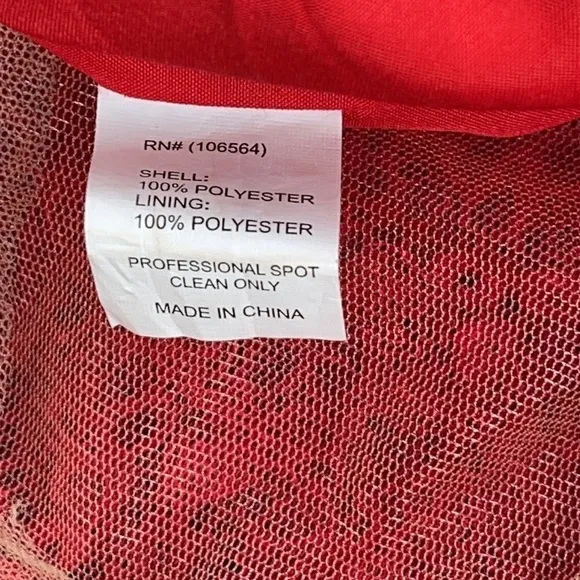 RN# (106564)
SHELL:
100% POLYESTER
LINING:
100% POLYESTER
PROFESSIONAL SPOT
CLEAN ONLY
MADE IN CHINA